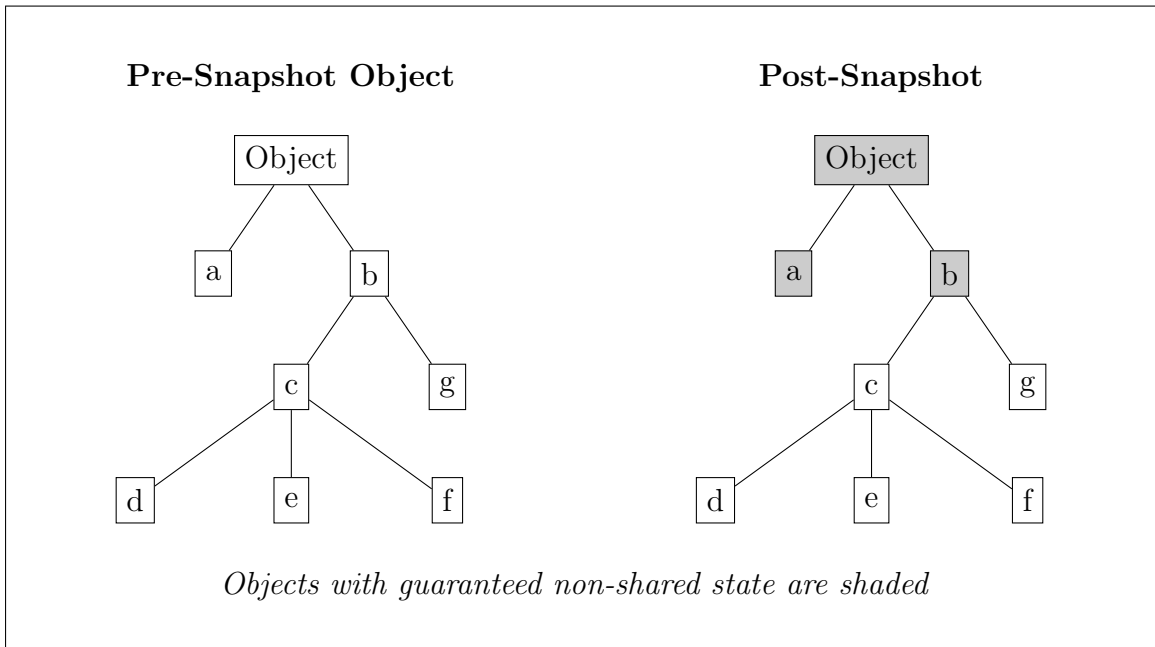 Pre-Snapshot Object
Object
a
b
c
g
d
e
f
Post-Snapshot
Object
a
b
c
g
d
e
f
Objects with guaranteed non-shared state are shaded